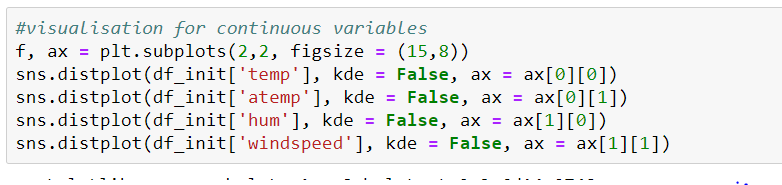 #visualisation for continuous variables
f, ax = plt.subplots(2,2, figsize = (15,8))
sns.distplot(df_init['temp'], kde = False, ax = ax[0][0])
sns.distplot(df_init['atemp'], kde = False, ax = ax[0][1])
sns.distplot(df_init['hum'], kde = False, ax = ax[1][0])
sns.distplot(df_init['windspeed'], kde = False, ax = ax[1][1])